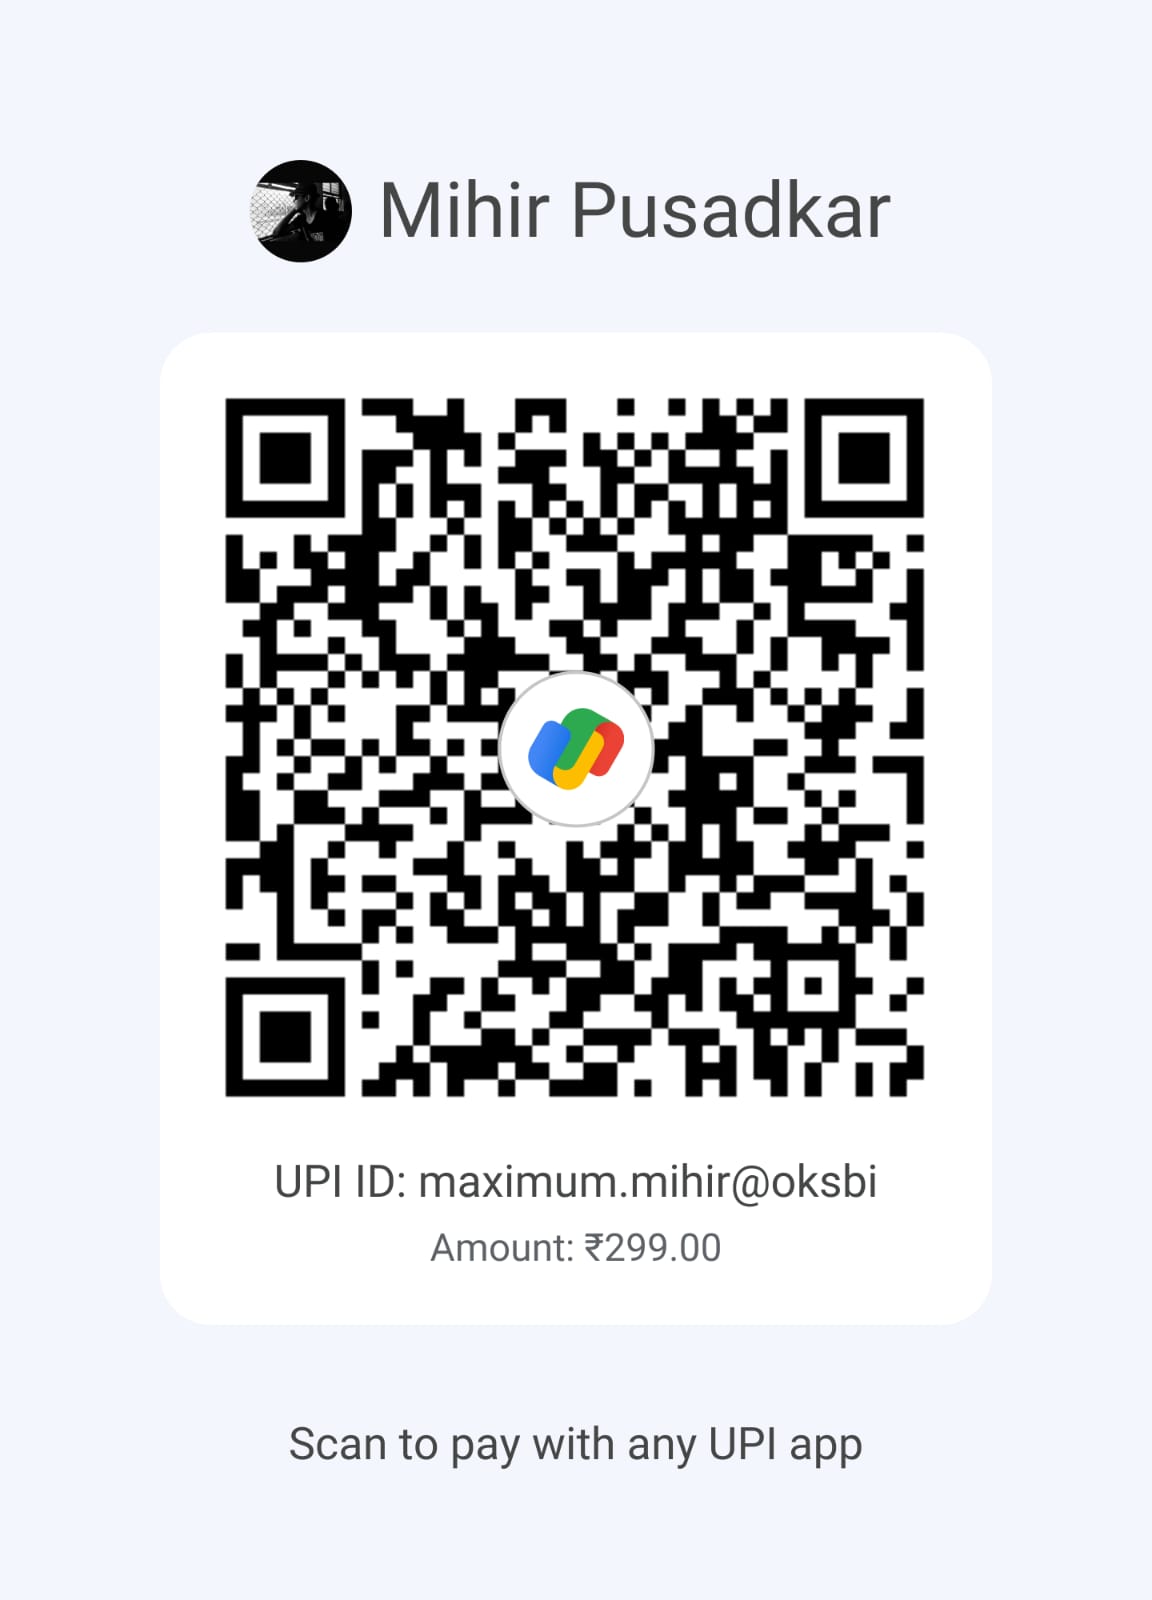 Mihir Pusadkar
UPI ID: maximum.mihir@oksbi
Amount: ₹299.00
Scan to pay with any UPI app